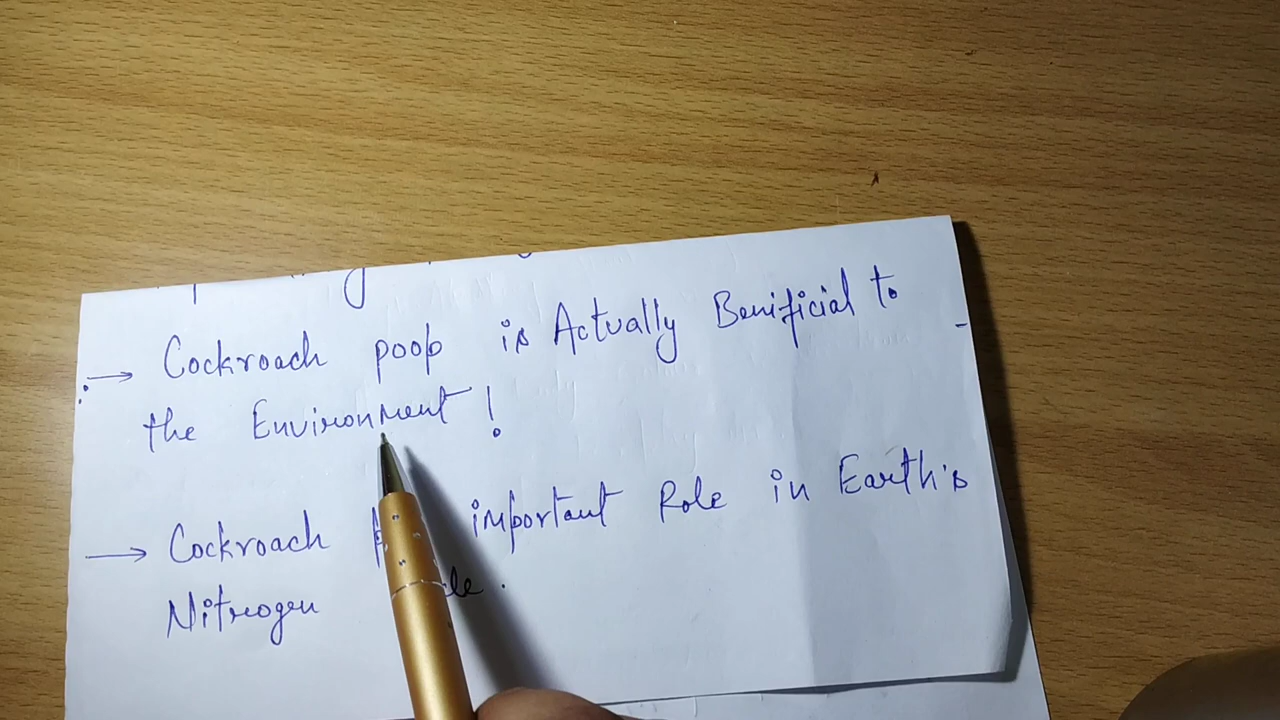 → Cockroach poop is Actually Benificial to
the Environment !
→ Cockroach important Role in Earth's
Nitrogen